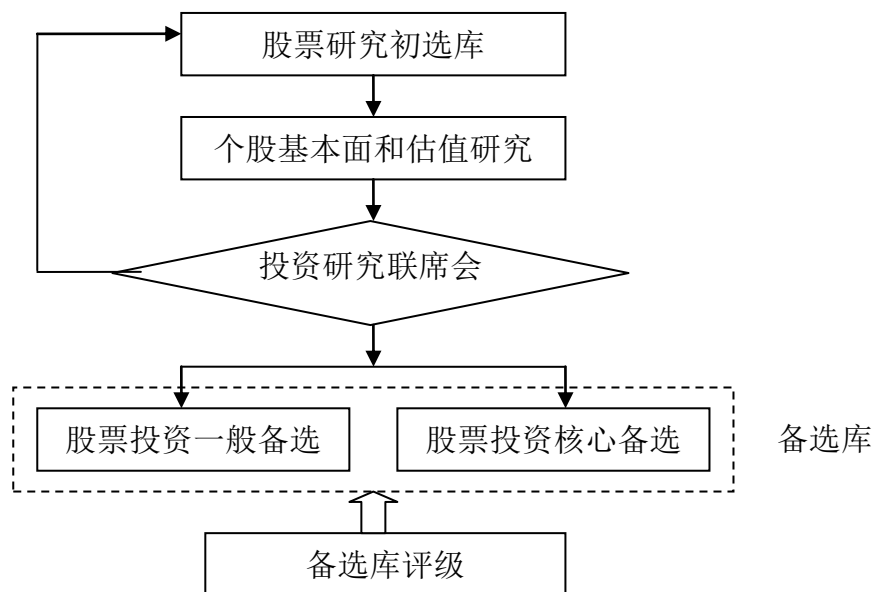 股票研究初选库
个股基本面和估值研究
投资研究联席会
股票投资一般备选
股票投资核心备选
备选库
备选库评级